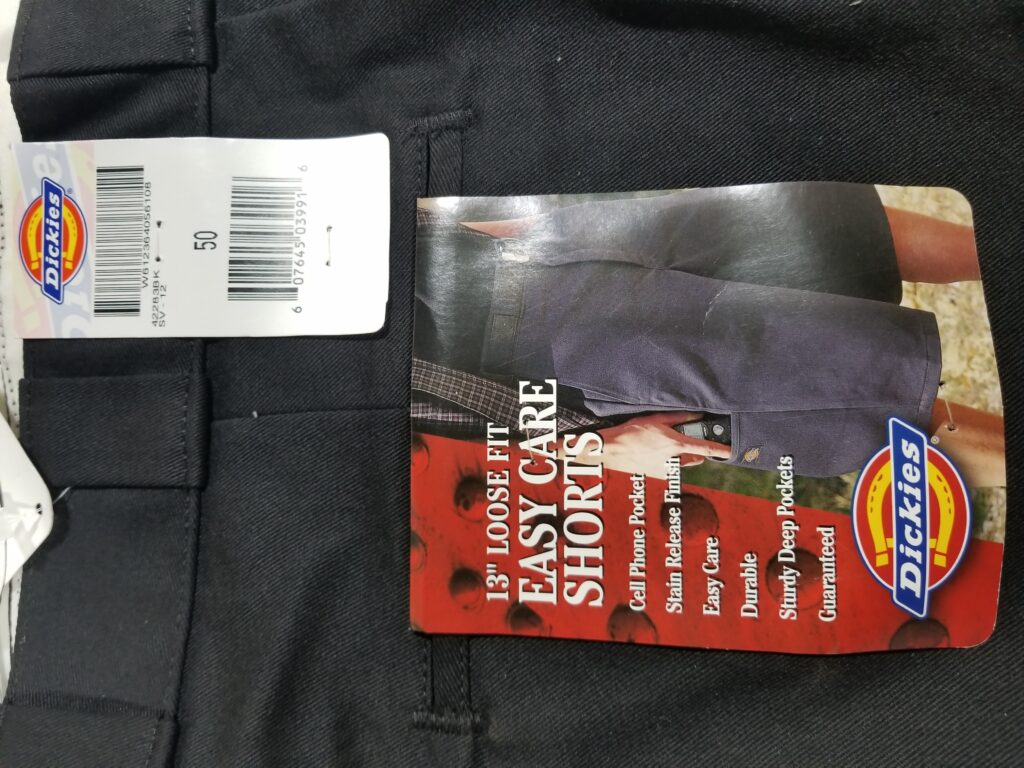 Dickies
W8123640S6108
42283BK
SV - 12
50
6 07645 03991 6
13" LOOSE FIT
EASY CARE
SHORTS
Cell Phone Pocket
Stain Release Finish
Easy Care
Durable
Sturdy Deep Pockets
Guaranteed
Dickies
®